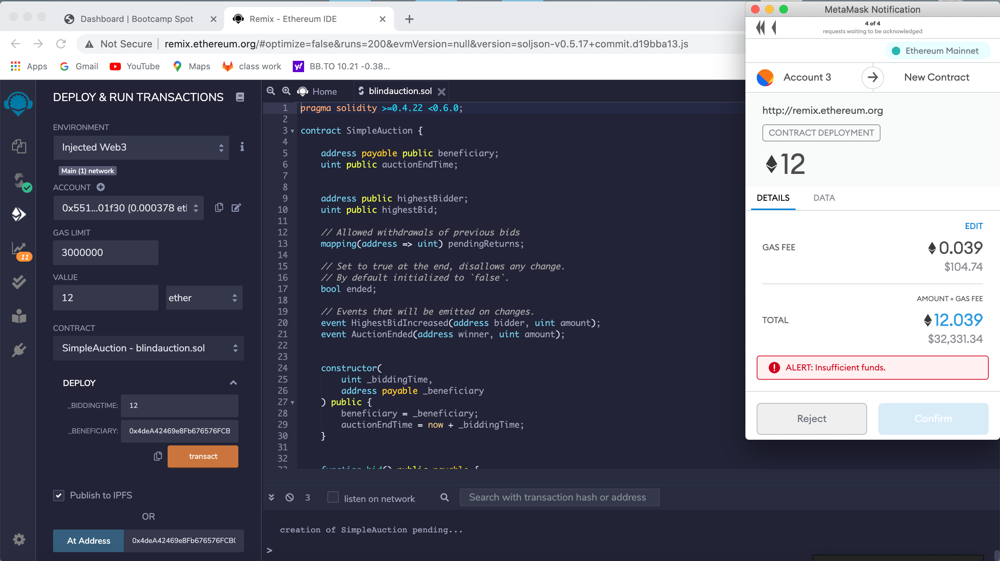 Dashboard | Bootcamp Spot
Remix - Ethereum IDE
Not Secure
remix.ethereum.org/#optimize=false&runs=200&evmVersion=null&version=soljson-v0.5.17+commit.d19bba13.js
Apps
Gmail
YouTube
Maps
class work
y!
BB.TO 10.21 -0.38...
DEPLOY & RUN TRANSACTIONS
ENVIRONMENT
Injected Web3
Main (1) network
ACCOUNT
0x551...01f30 (0.000378 et
GAS LIMIT
3000000
11
VALUE
12
ether
CONTRACT
SimpleAuction - blindauction.sol
DEPLOY
_BIDDINGTIME:
12
_BENEFICIARY:
0x4deA42469e8Fb676576FCB
transact
Publish to IPFS
OR
At Address
0x4deA42469e8Fb676576FCB
Home
blindauction.sol
1 pragma solidity >=0.4.22 <0.6.0;
2
3 contract SimpleAuction {
4
5 address payable public beneficiary;
6 uint public auctionEndTime;
7
8
9 address public highestBidder;
10 uint public highestBid;
11
12 // Allowed withdrawals of previous bids
13 mapping(address => uint) pendingReturns;
14
15 // Set to true at the end, disallows any change.
16 // By default initialized to `false`.
17 bool ended;
18
19 // Events that will be emitted on changes.
20 event HighestBidIncreased(address bidder, uint amount);
21 event AuctionEnded(address winner, uint amount);
22
23
24 constructor(
25 uint _biddingTime,
26 address payable _beneficiary
27 ) public {
28 beneficiary = _beneficiary;
29 auctionEndTime = now + _biddingTime;
30 }
31
32
33 function bid() public payable {
3
listen on network
Search with transaction hash or address
creation of SimpleAuction pending...
>
MetaMask Notification
4 of 4
requests waiting to be acknowledged
Ethereum Mainnet
Account 3
New Contract
http://remix.ethereum.org
CONTRACT DEPLOYMENT
12
DETAILS
DATA
EDIT
GAS FEE
0.039
$104.74
AMOUNT + GAS FEE
TOTAL
12.039
$32,331.34
ALERT: Insufficient funds.
Reject
Confirm